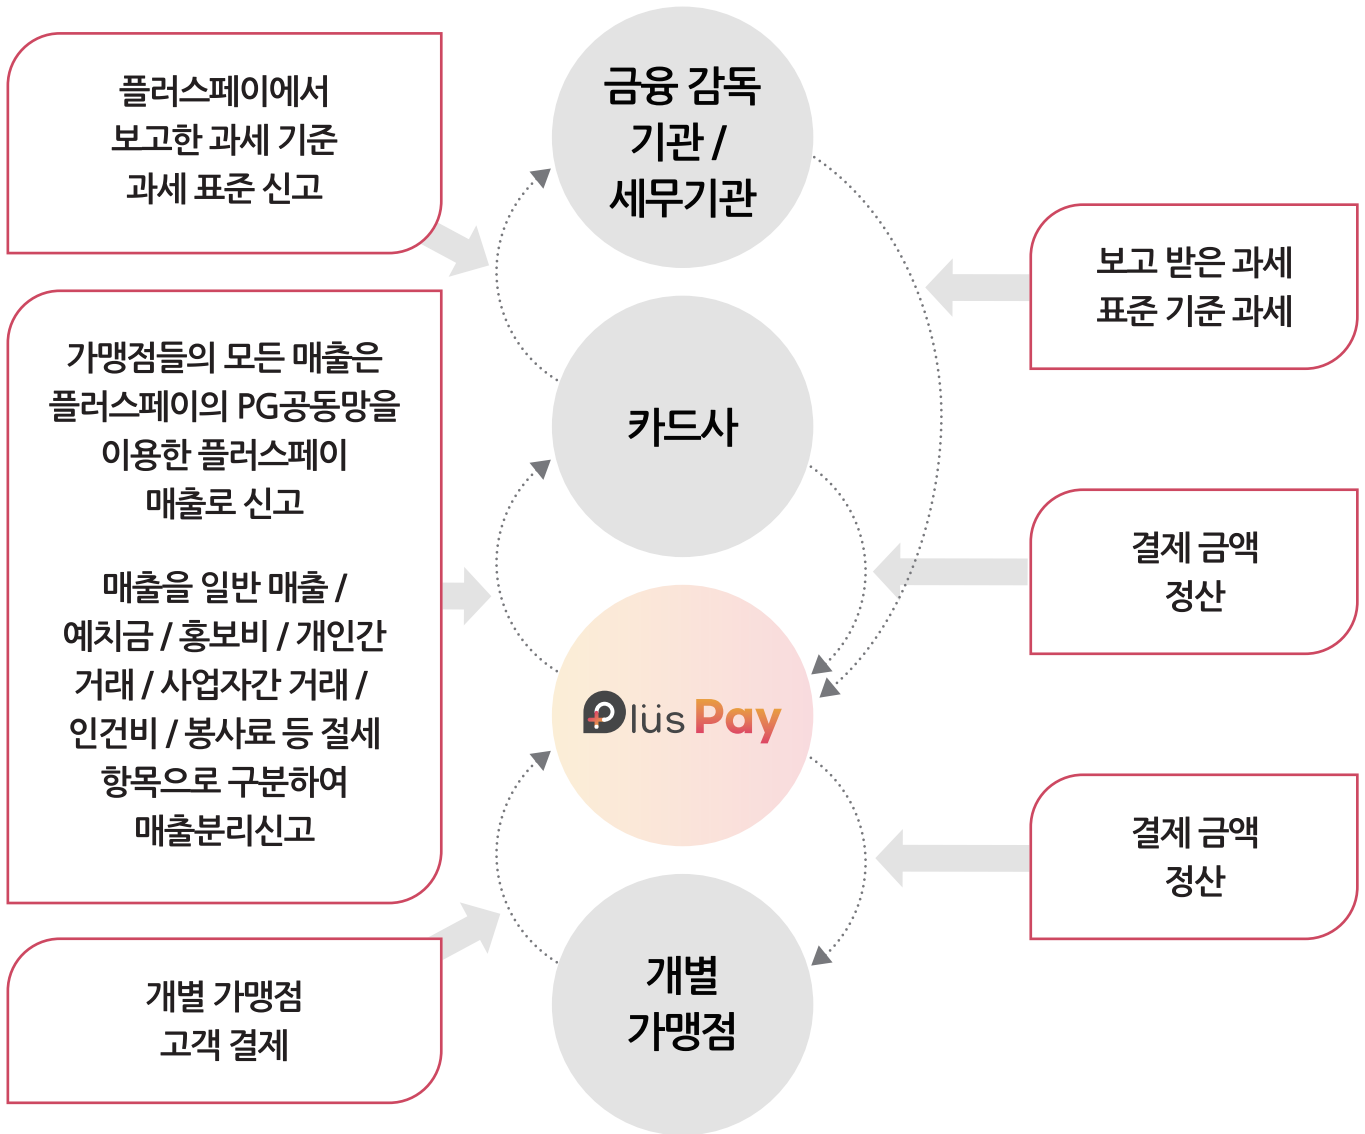 플러스페이에서
보고한 과세 기준
과세 표준 신고
가맹점들의 모든 매출은
플러스페이의 PG공동망을
이용한 플러스페이
매출로 신고
매출을 일반 매출 /
예치금 / 홍보비 / 개인간
거래 / 사업자간 거래 /
인건비 / 봉사료 등 절세
항목으로 구분하여
매출분리신고
개별 가맹점
고객 결제
금융 감독
기관 /
세무기관
카드사
Plüs Pay
개별
가맹점
보고 받은 과세
표준 기준 과세
결제 금액
정산
결제 금액
정산